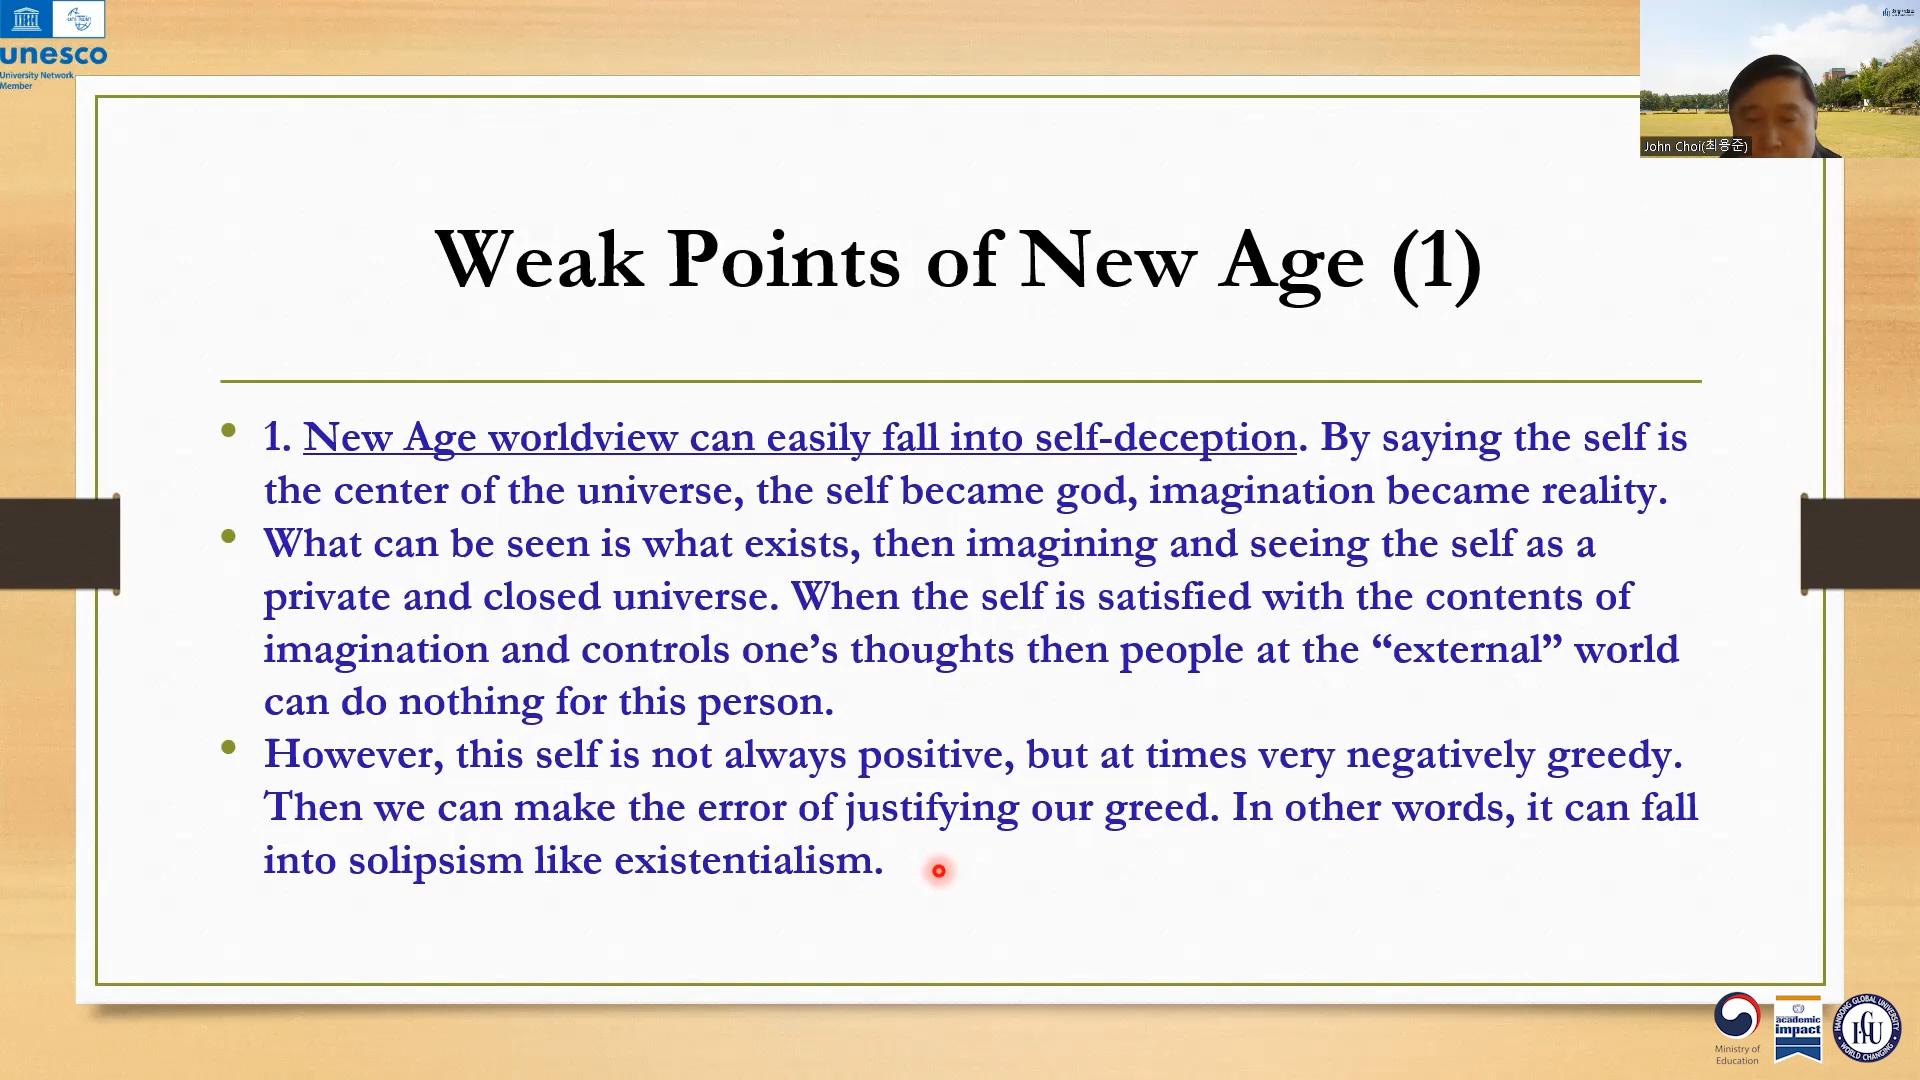 unesco
University Network
Member
John Choi(최용준)
Weak Points of New Age (1)
1. New Age worldview can easily fall into self-deception. By saying the self is
the center of the universe, the self became god, imagination became reality.
What can be seen is what exists, then imagining and seeing the self as a
private and closed universe. When the self is satisfied with the contents of
imagination and controls one’s thoughts then people at the “external” world
can do nothing for this person.
However, this self is not always positive, but at times very negatively greedy.
Then we can make the error of justifying our greed. In other words, it can fall
into solipsism like existentialism.
Ministry of
Education
academic
impact
HANDONG GLOBAL UNIVERSITY
WORLD CHANGING